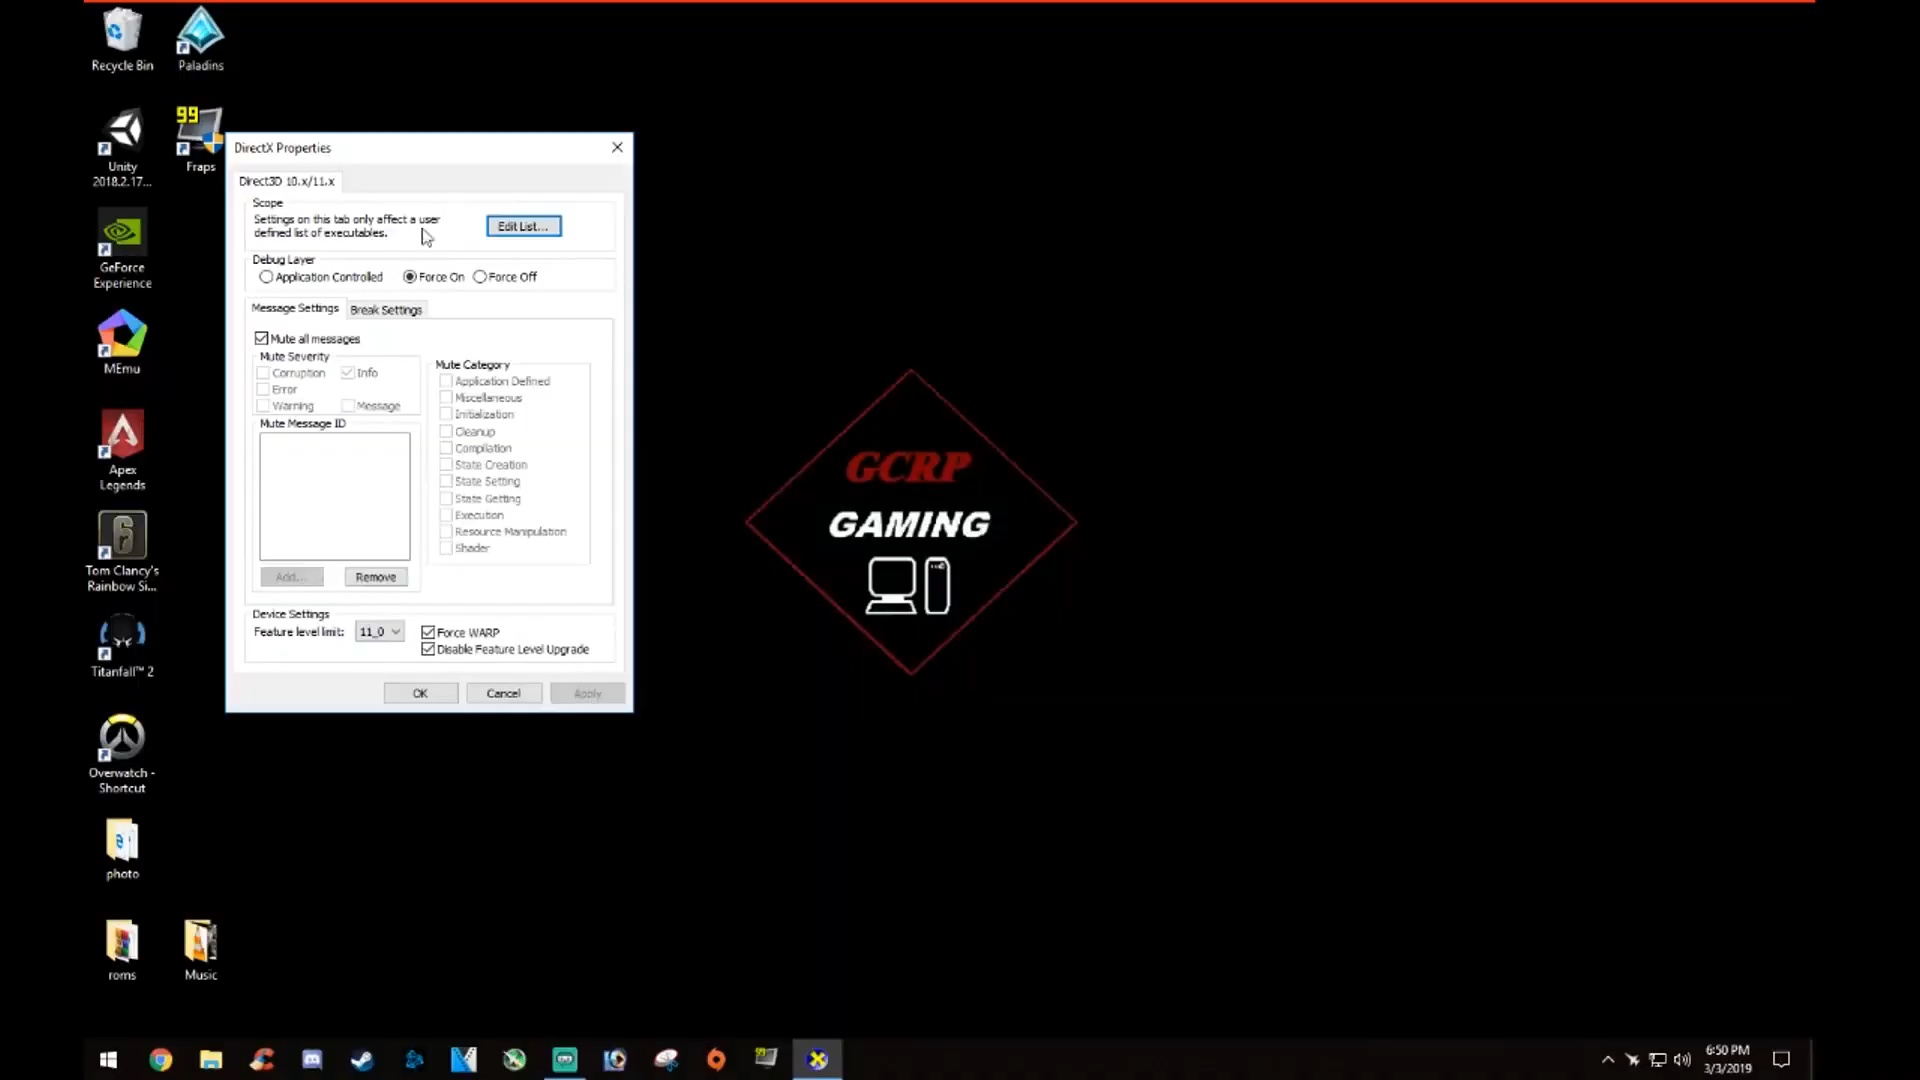 Recycle Bin
Paladins
99
Unity
2018.2.17...
Fraps
GeForce
Experience
MEmu
Apex
Legends
6
Tom Clancy's
Rainbow Si...
Titanfall™ 2
Overwatch -
Shortcut
photo
roms
Music
DirectX Properties
Direct3D 10.x/11.x
Scope
Settings on this tab only affect a user
defined list of executables.
Edit List...
Debug Layer
Application Controlled
Force On
Force Off
Message Settings
Break Settings
Mute all messages
Mute Severity
Corruption
Info
Error
Warning
Message
Mute Message ID
Add...
Remove
Mute Category
Application Defined
Miscellaneous
Initialization
Cleanup
Compilation
State Creation
State Setting
State Getting
Execution
Resource Manipulation
Shader
Device Settings
Feature level limit:
11_0
Force WARP
Disable Feature Level Upgrade
OK
Cancel
Apply
GCRP
GAMING
99
6:50 PM
3/3/2019